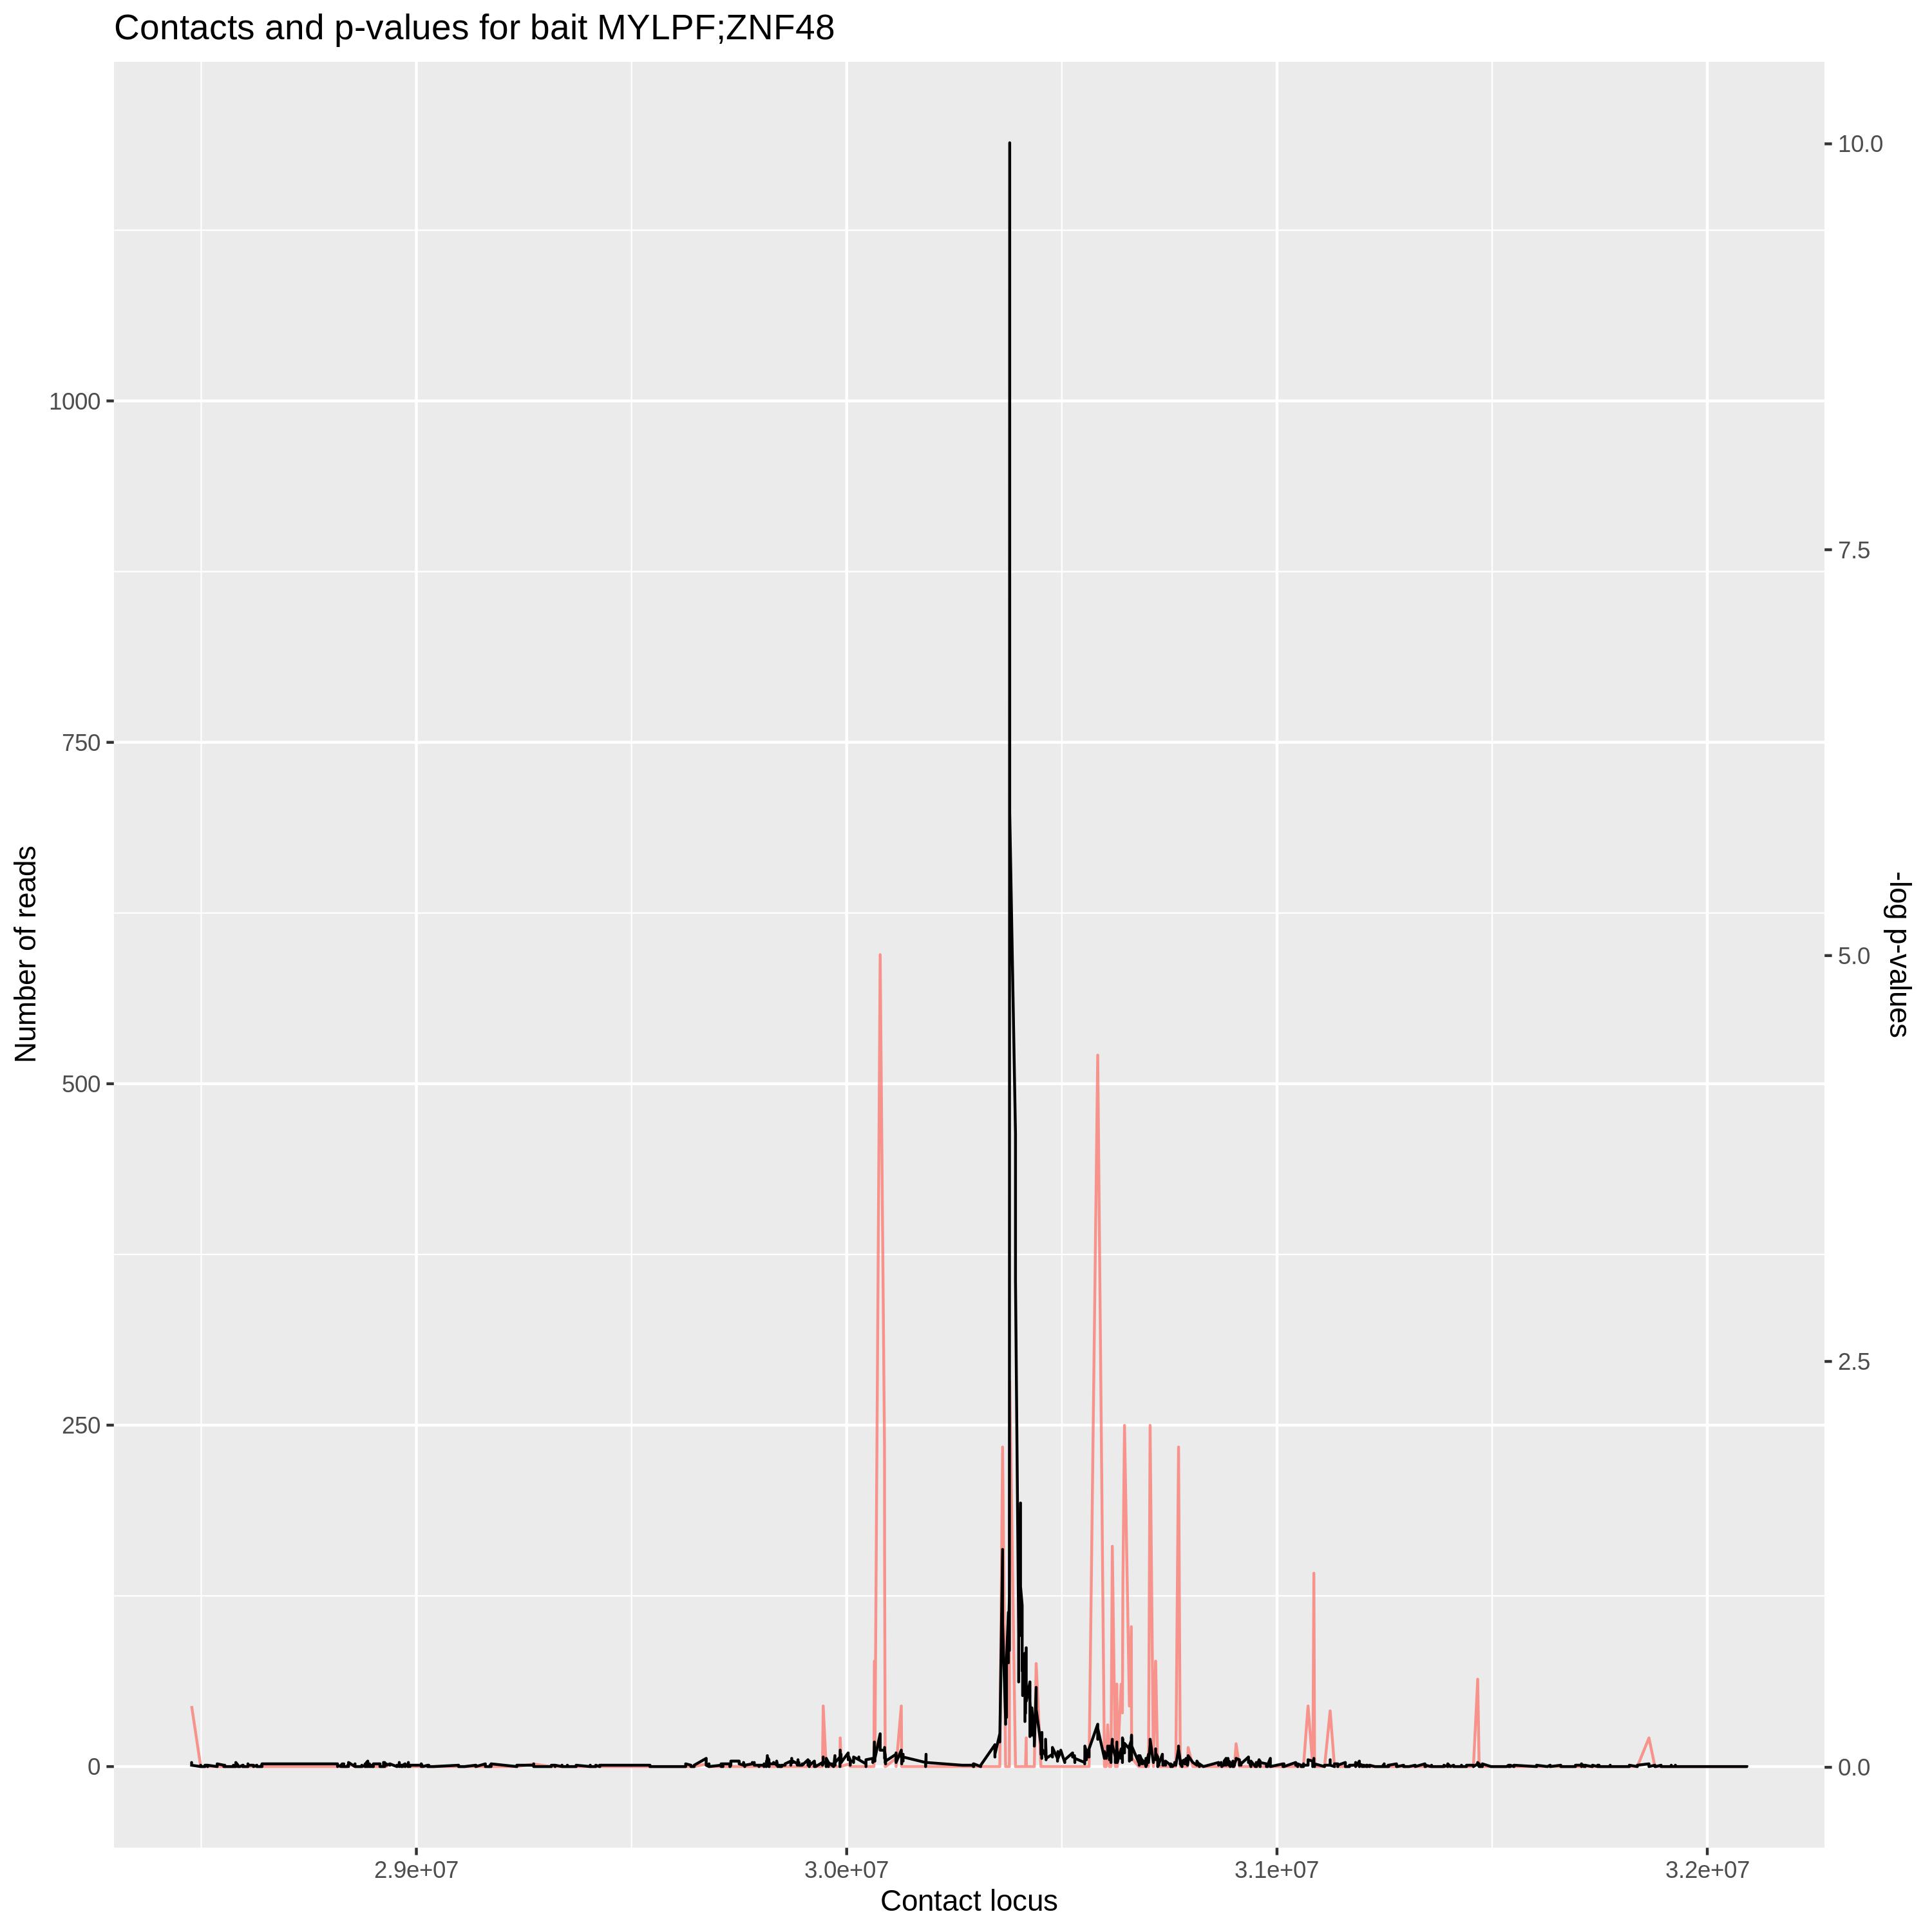 Contacts and p-values for bait MYLPF;ZNF48
1000
750
500
250
0
Number of reads
10.0
7.5
5.0
2.5
0.0
-log p-values
2.9e+07
3.0e+07
3.1e+07
3.2e+07
Contact locus